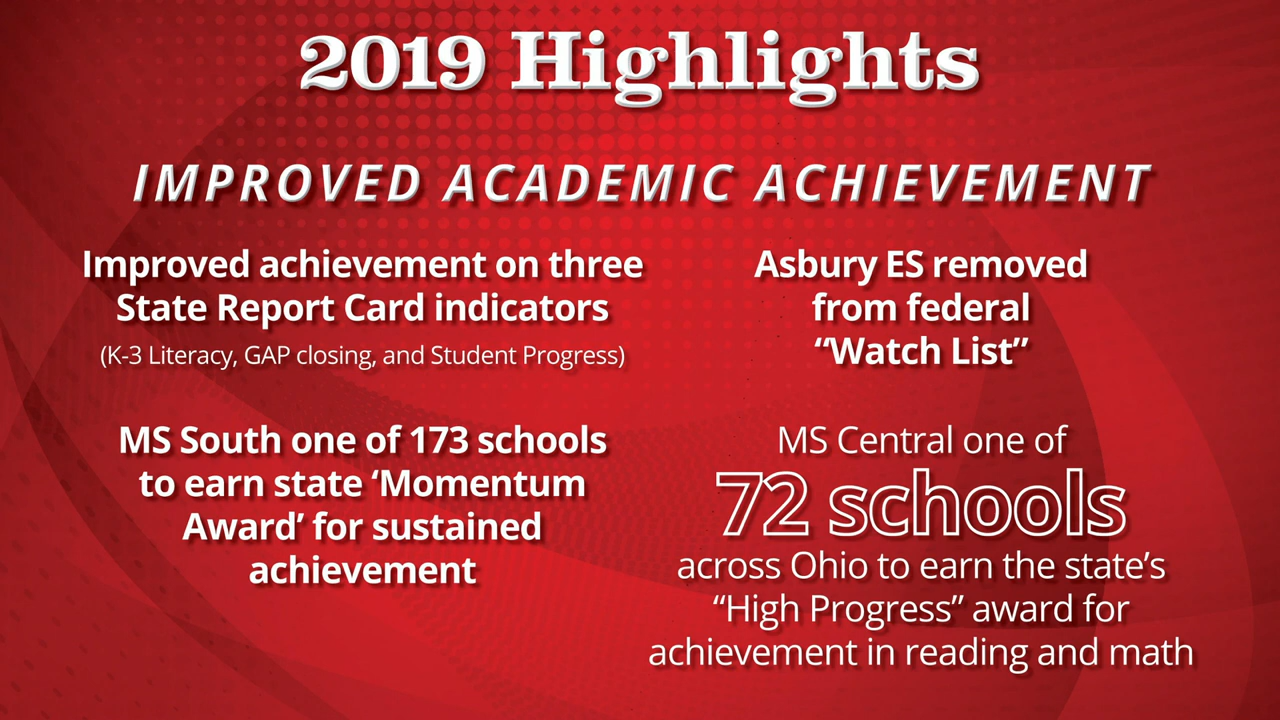 2019 Highlights
IMPROVED ACADEMIC ACHIEVEMENT
Improved achievement on three
State Report Card indicators
(K-3 Literacy, GAP closing, and Student Progress)
Asbury ES removed
from federal
“Watch List”
MS South one of 173 schools
to earn state ‘Momentum
Award’ for sustained
achievement
MS Central one of
72 schools
across Ohio to earn the state’s
“High Progress” award for
achievement in reading and math